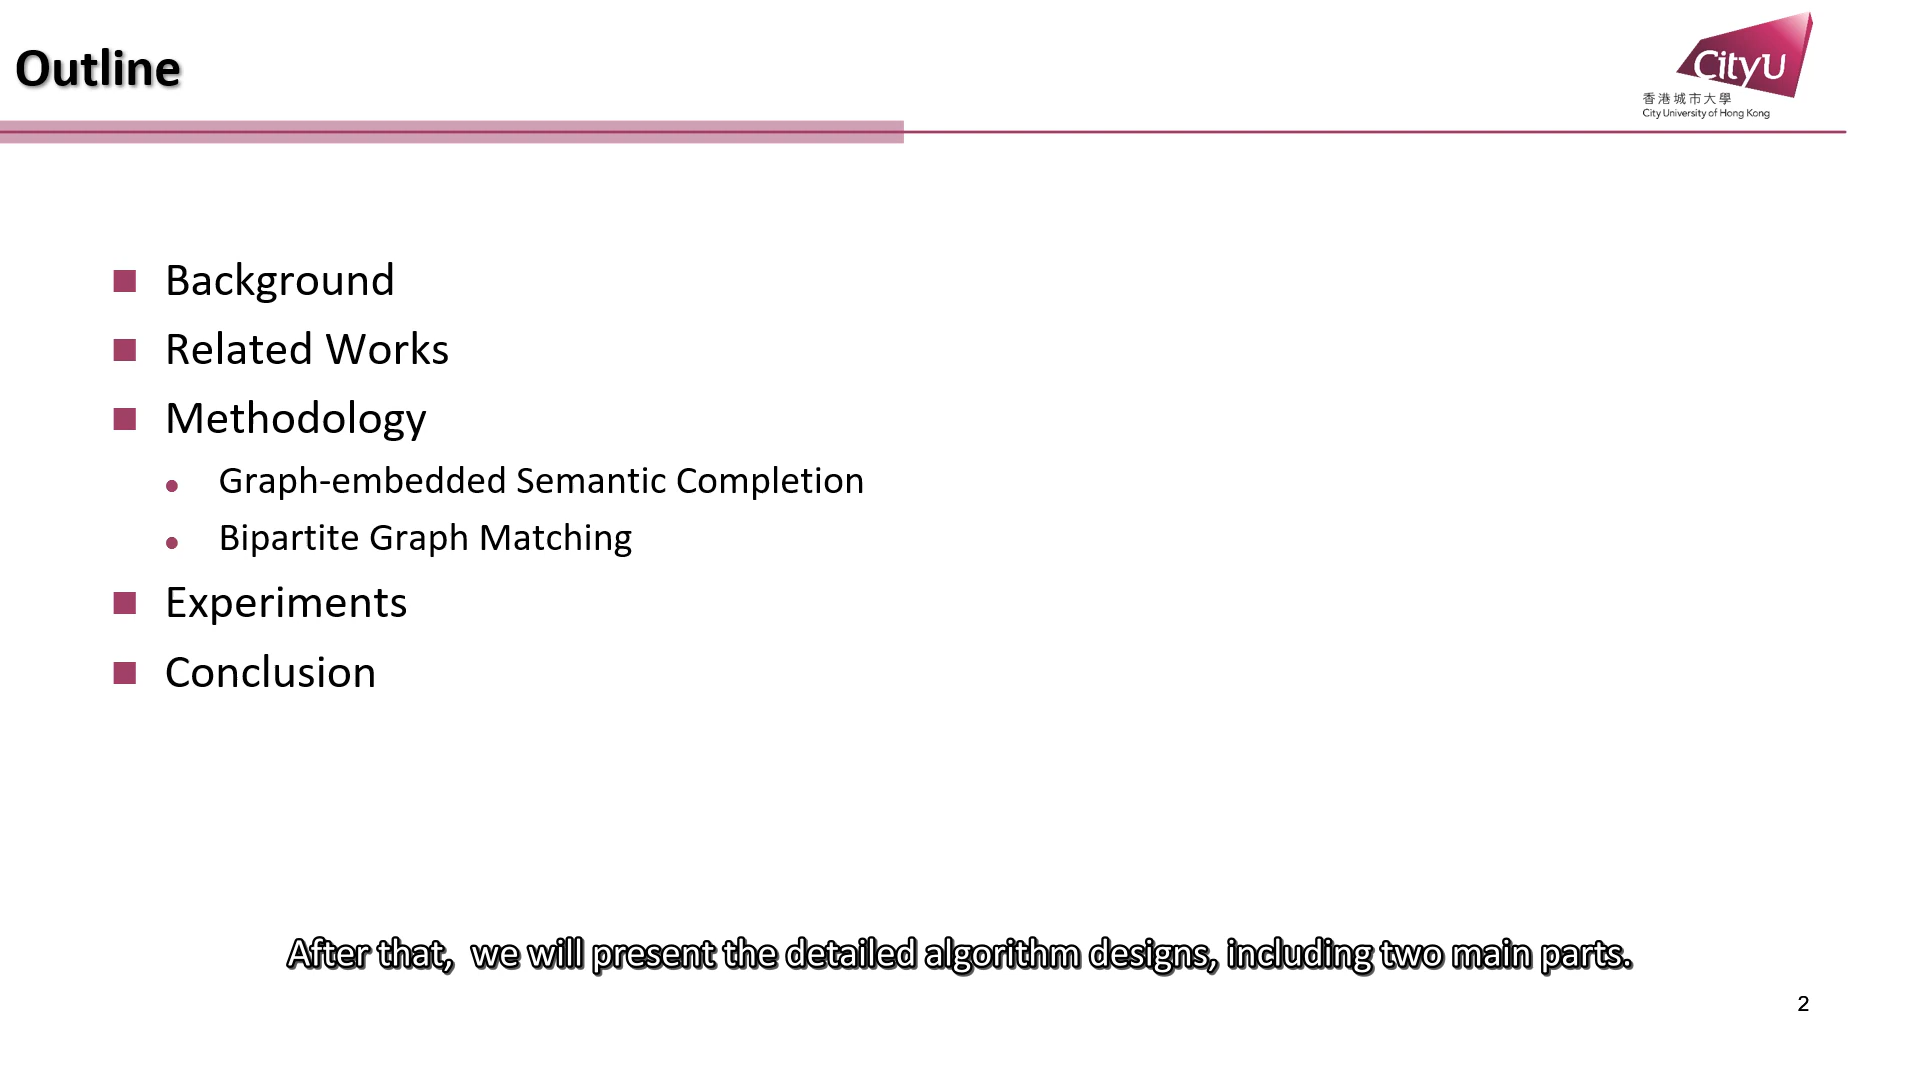 Outline
CityU
香港城市大學
City University of Hong Kong
Background
Related Works
Methodology
Graph-embedded Semantic Completion
Bipartite Graph Matching
Experiments
Conclusion
After that,  we will present the detailed algorithm designs, including two main parts.
2